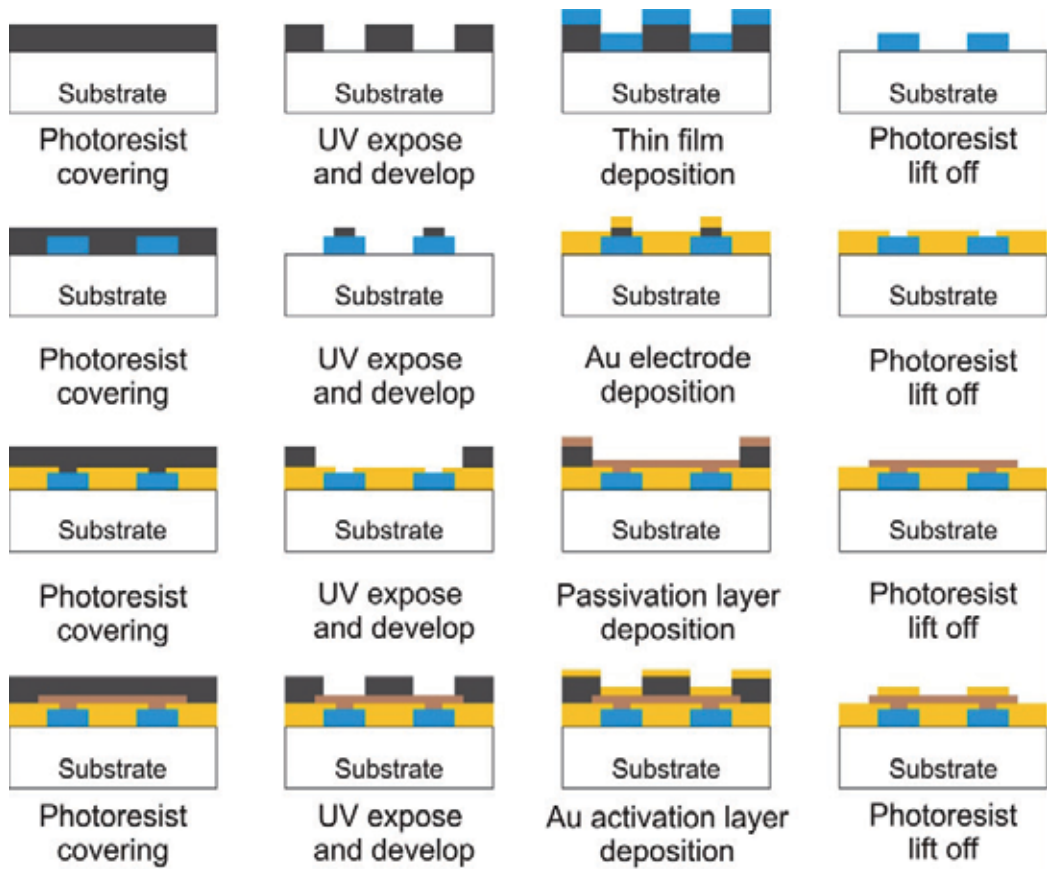 Substrate
Substrate
Substrate
Substrate
Photoresist
covering
UV expose
and develop
Thin film
deposition
Photoresist
lift off
Substrate
Substrate
Substrate
Substrate
Photoresist
covering
UV expose
and develop
Au electrode
deposition
Photoresist
lift off
Substrate
Substrate
Substrate
Substrate
Photoresist
covering
UV expose
and develop
Passivation layer
deposition
Photoresist
lift off
Substrate
Substrate
Substrate
Substrate
Photoresist
covering
UV expose
and develop
Au activation layer
deposition
Photoresist
lift off